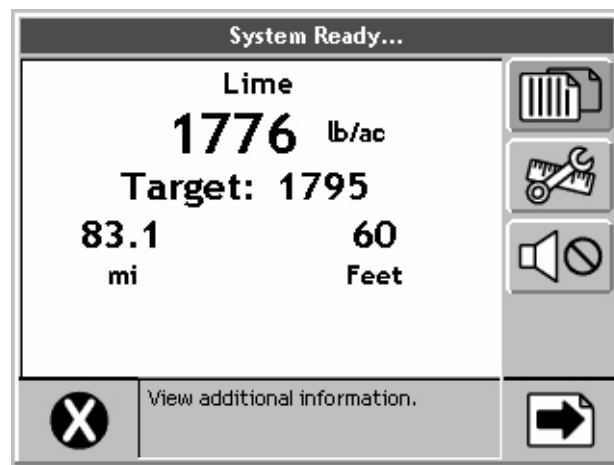 System Ready...
Lime
1776 lb/ac
Target: 1795
83.1 60
mi Feet
View additional information.